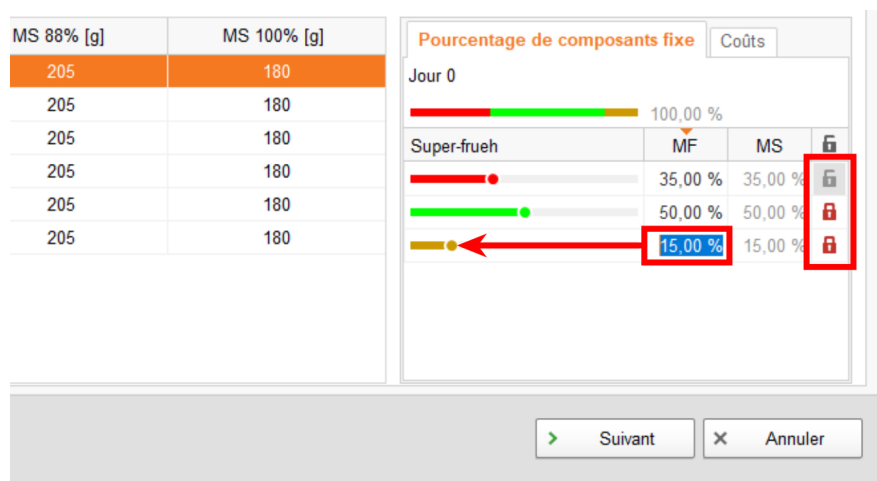 MS 88% [g] MS 100% [g]
205 180
205 180
205 180
205 180
205 180
205 180
Pourcentage de composants fixe Coûts
Jour 0
100,00 %
Super-frueh MF MS
35,00 % 35,00 %
50,00 % 50,00 %
15,00 % 15,00 %
Suivant Annuler